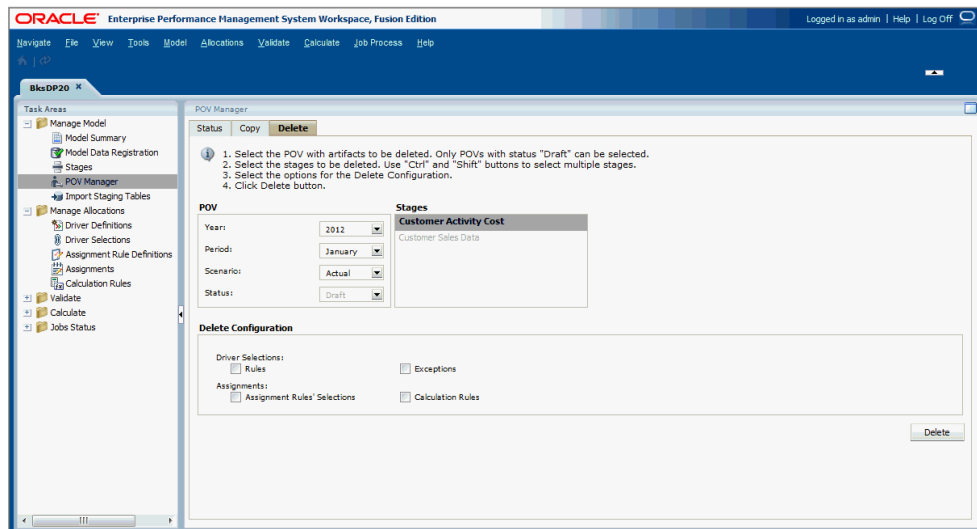 ORACLE® Enterprise Performance Management System Workspace, Fusion Edition
Logged in as admin | Help | Log Off
Navigate File View Tools Model Allocations Validate Calculate Job Process Help
BksDP20 ×
Task Areas
Manage Model
Model Summary
Model Data Registration
Stages
POV Manager
Import Staging Tables
Manage Allocations
Driver Definitions
Driver Selections
Assignment Rule Definitions
Assignments
Calculation Rules
Validate
Calculate
Jobs Status
POV Manager
Status Copy Delete
1. Select the POV with artifacts to be deleted. Only POVs with status "Draft" can be selected.
2. Select the stages to be deleted. Use "Ctrl" and "Shift" buttons to select multiple stages.
3. Select the options for the Delete Configuration.
4. Click Delete button.
POV
Year: 2012
Period: January
Scenario: Actual
Status: Draft
Stages
Customer Activity Cost
Customer Sales Data
Delete Configuration
Driver Selections:
Rules Exceptions
Assignments:
Assignment Rules' Selections Calculation Rules
Delete